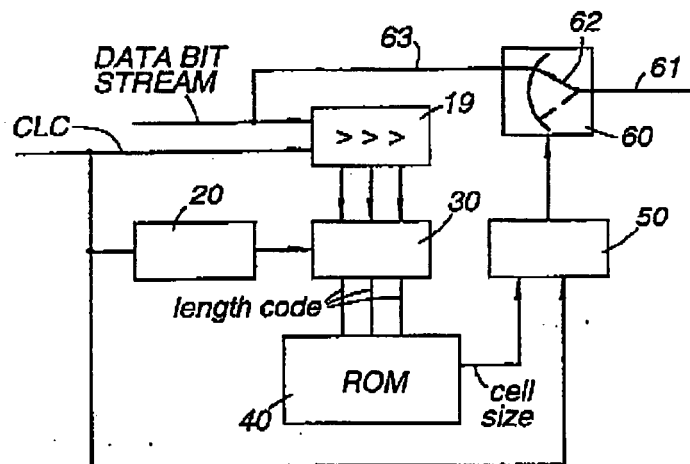 63
62
DATA BIT
STREAM
19
61
CLC
> > >
60
20
30
50
length code
ROM
40
cell
size